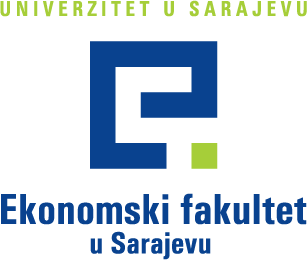 UNIVERZITET U SARAJEVU
Ekonomski fakultet
u Sarajevu